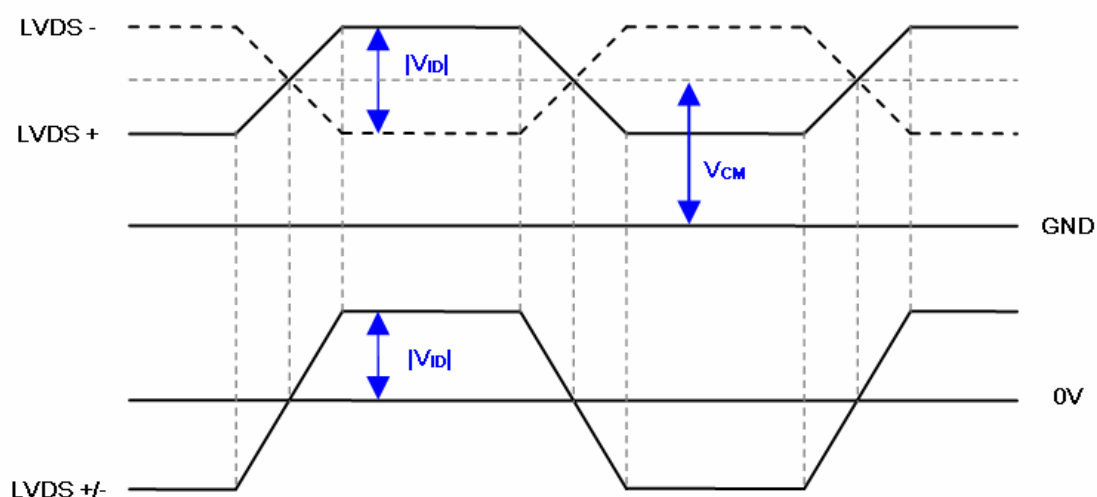 LVDS -
|VID|
LVDS +
VCM
GND
|VID|
0V
LVDS +/-